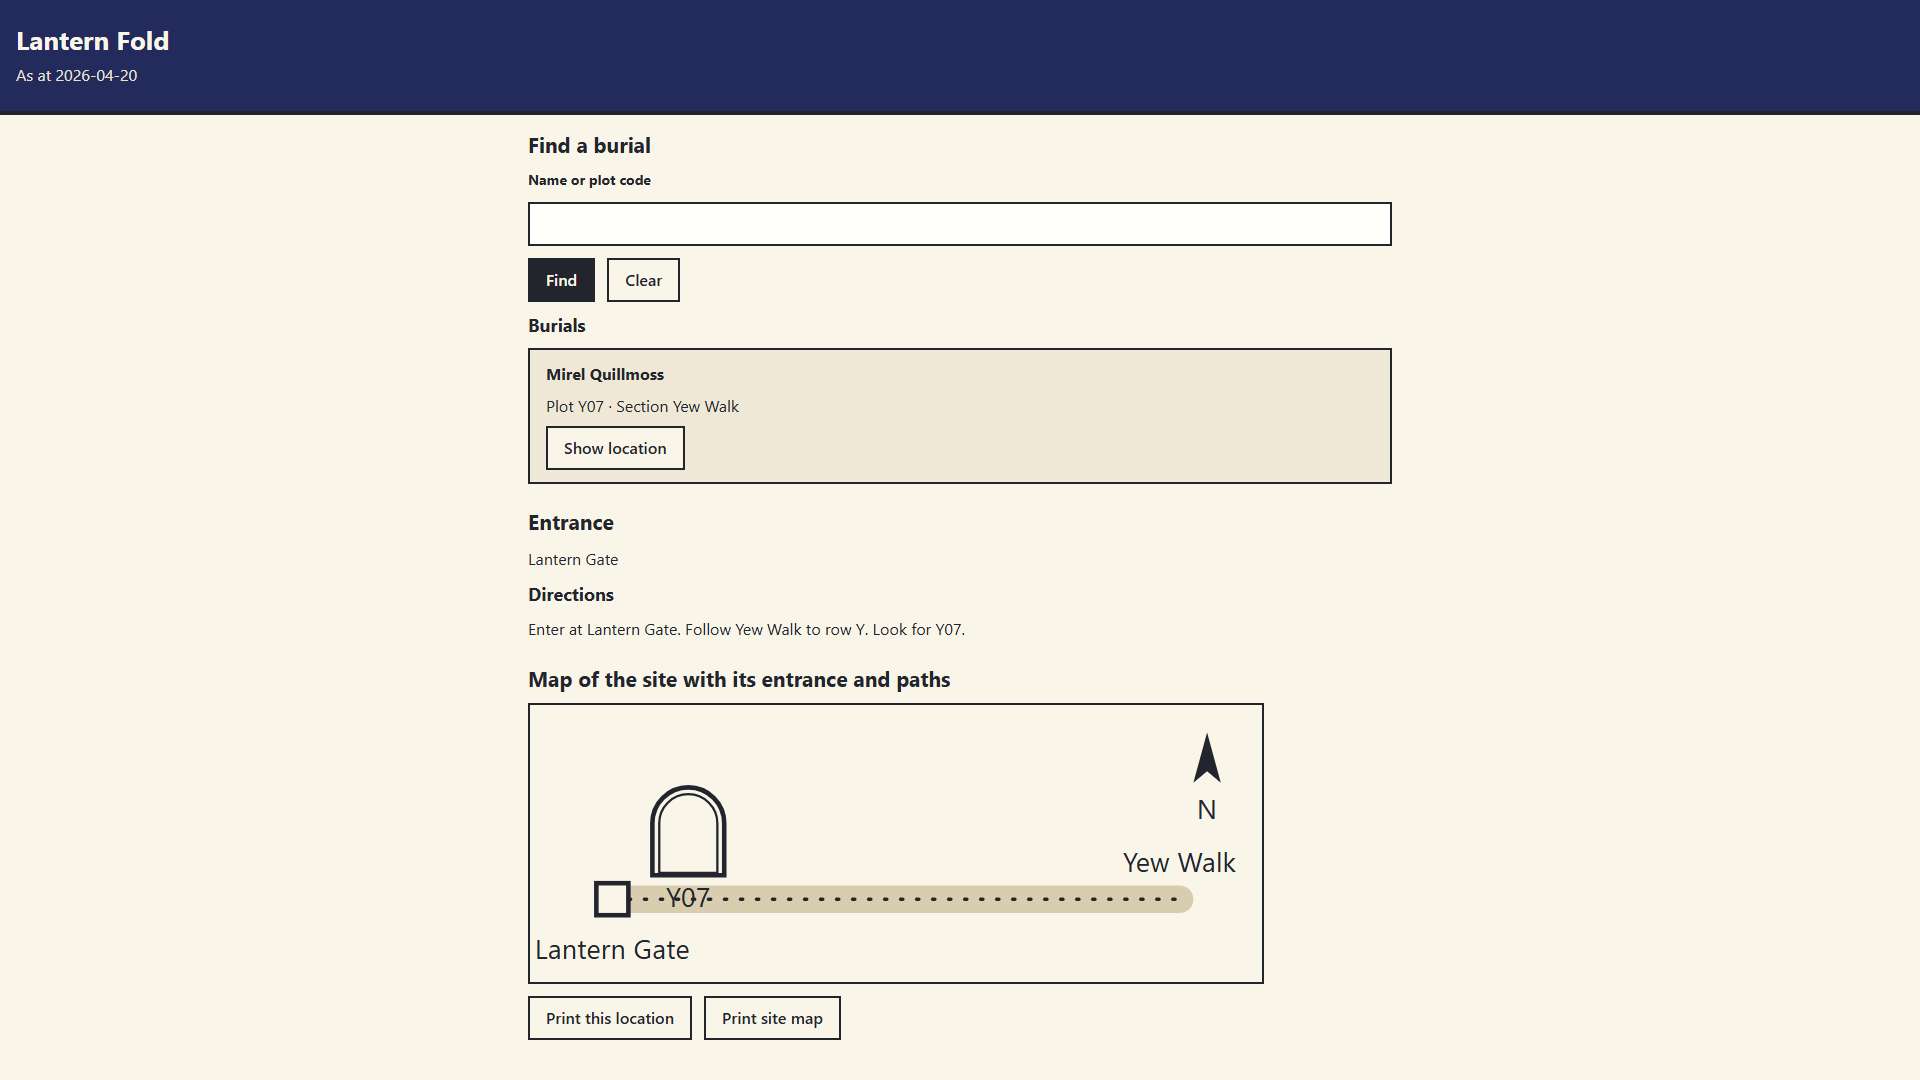 Lantern Fold
As at 2026-04-20
Find a burial
Name or plot code
Find
Clear
Burials
Mirel Quillmoss
Plot Y07 · Section Yew Walk
Show location
Entrance
Lantern Gate
Directions
Enter at Lantern Gate. Follow Yew Walk to row Y. Look for Y07.
Map of the site with its entrance and paths
N
Yew Walk
Y07
Lantern Gate
Print this location
Print site map